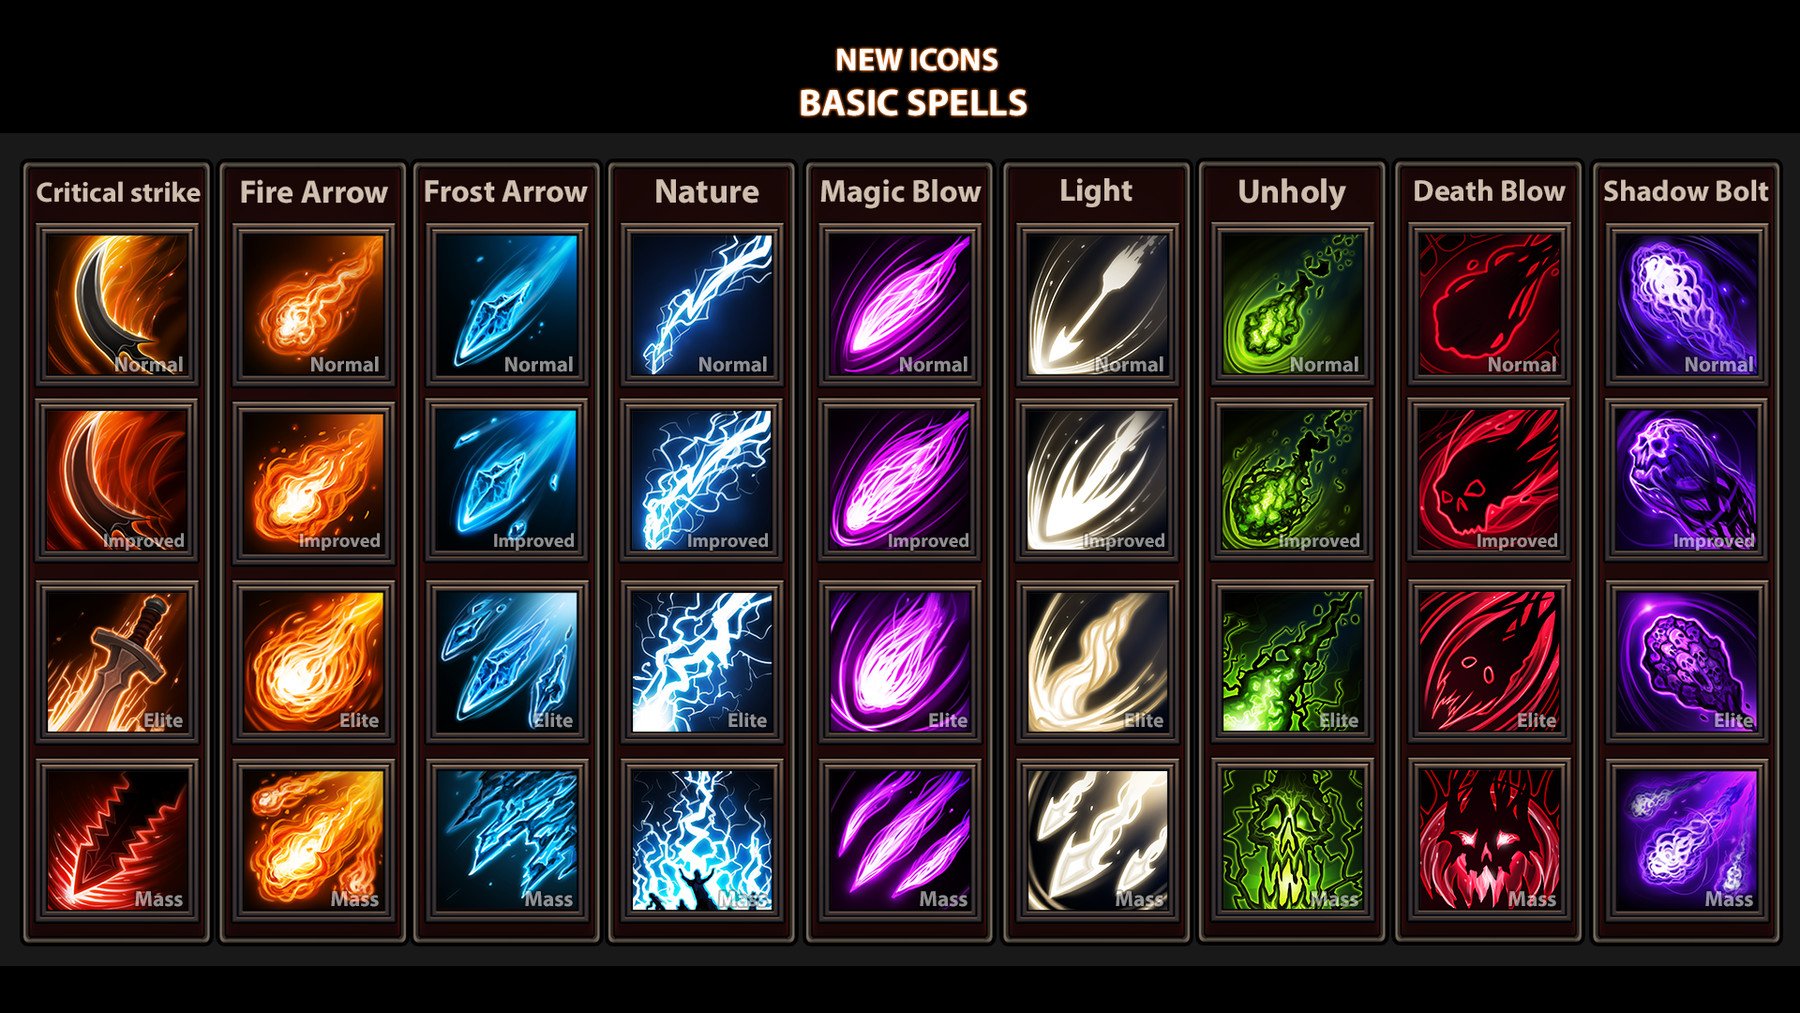 NEW ICONS
BASIC SPELLS
Critical strike
Fire Arrow
Frost Arrow
Nature
Magic Blow
Light
Unholy
Death Blow
Shadow Bolt
Normal
Normal
Normal
Normal
Normal
Normal
Normal
Normal
Normal
Improved
Improved
Improved
Improved
Improved
Improved
Improved
Improved
Improved
Elite
Elite
Elite
Elite
Elite
Elite
Elite
Elite
Elite
Mass
Mass
Mass
Mass
Mass
Mass
Mass
Mass
Mass